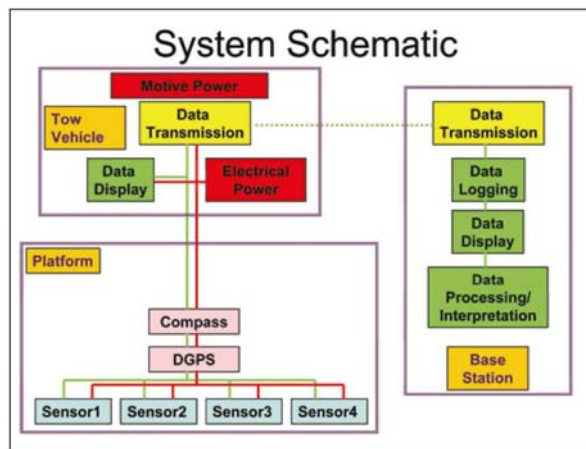 System Schematic
Motive Power
Tow
Vehicle
Data
Transmission
Data
Display
Electrical
Power
Platform
Compass
DGPS
Sensor1
Sensor2
Sensor3
Sensor4
Data
Transmission
Data
Logging
Data
Display
Data
Processing/
Interpretation
Base
Station